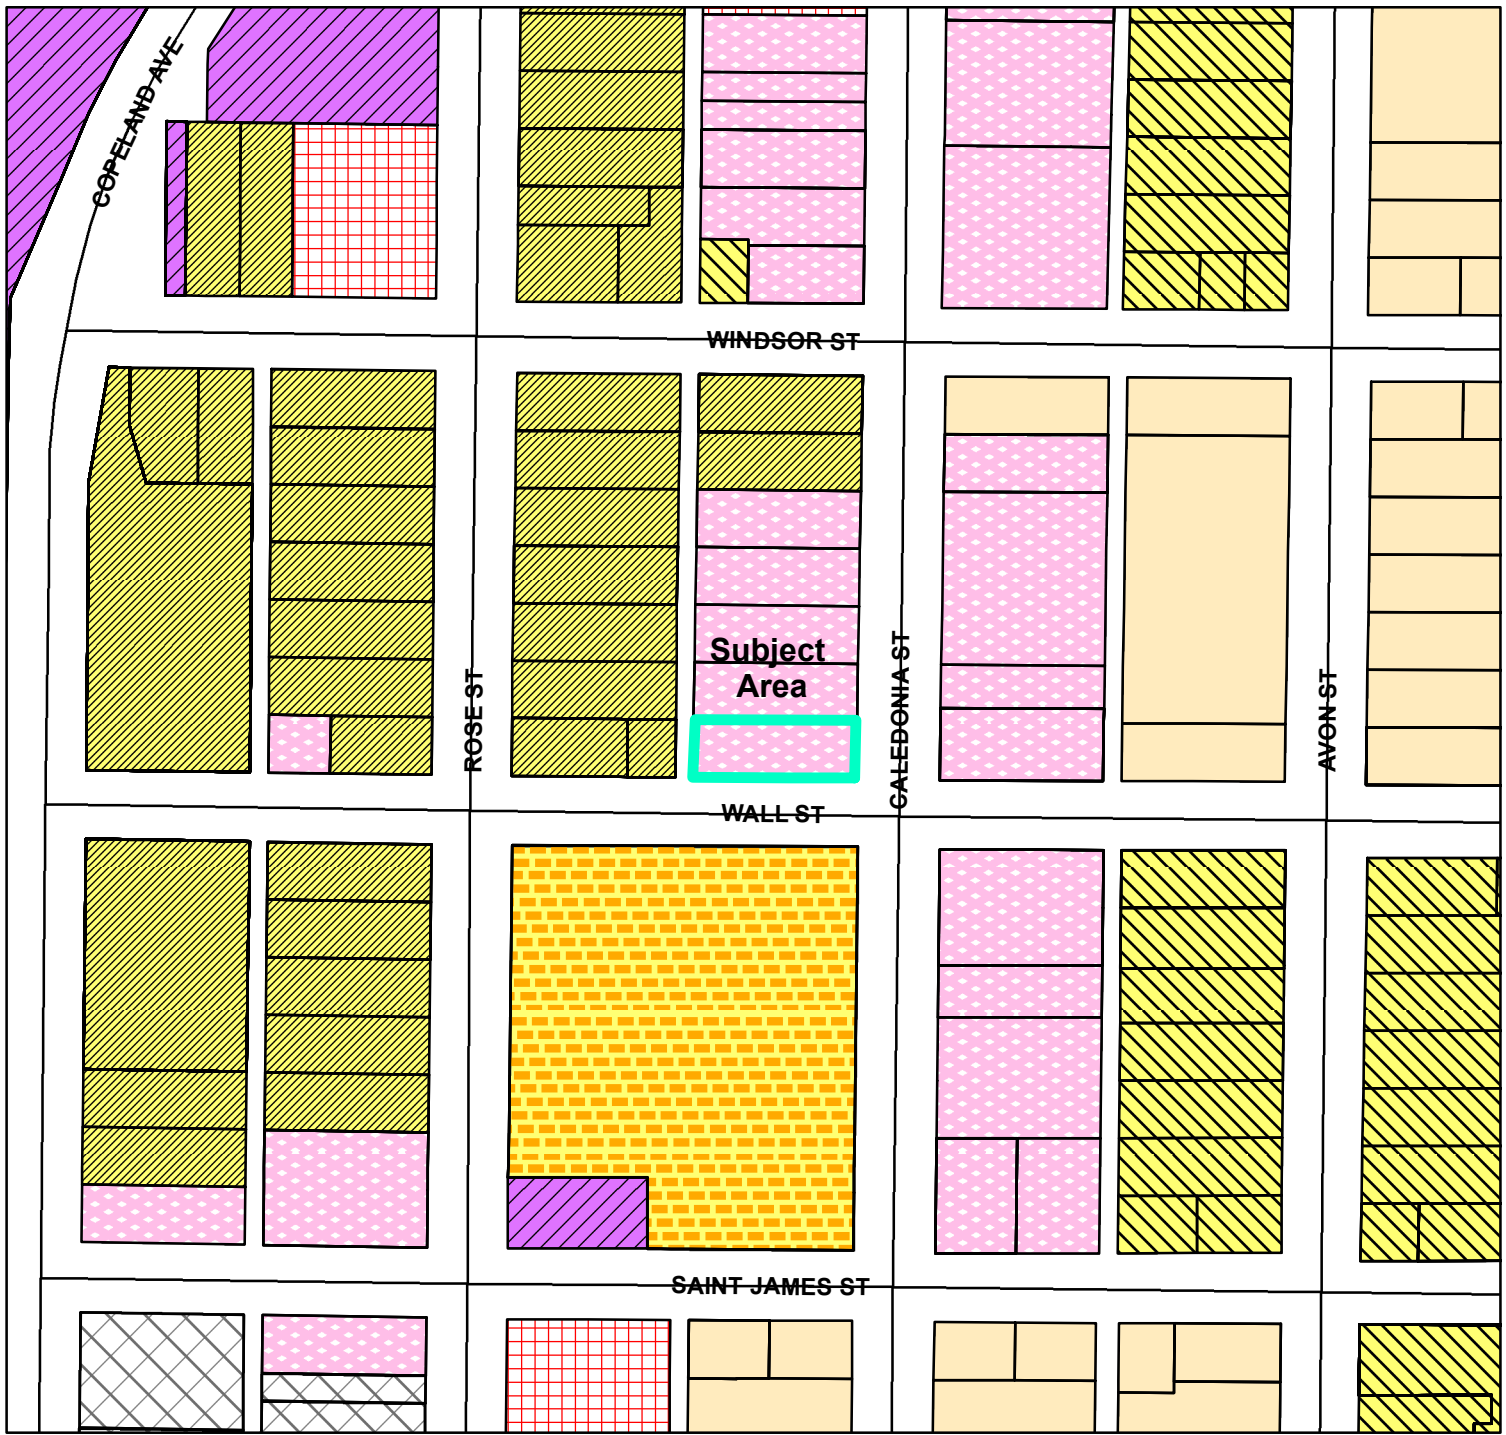 COPELAND AVE
WINDSOR ST
Subject
Area
ROSE ST
CALEDONIA ST
AVON ST
WALL ST
SAINT JAMES ST